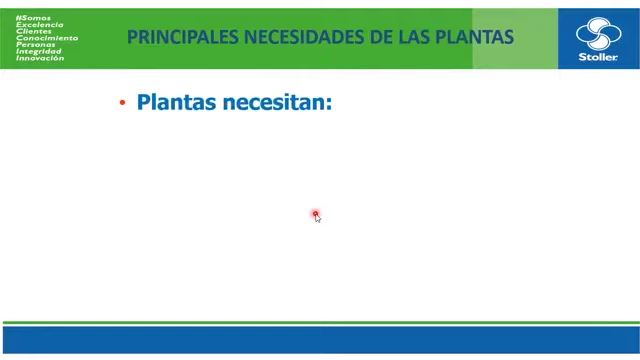 #Somos
Excelencia
Clientes
Conocimiento
Personas
Integridad
Innovación
PRINCIPALES NECESIDADES DE LAS PLANTAS
Stoller
• Plantas necesitan: